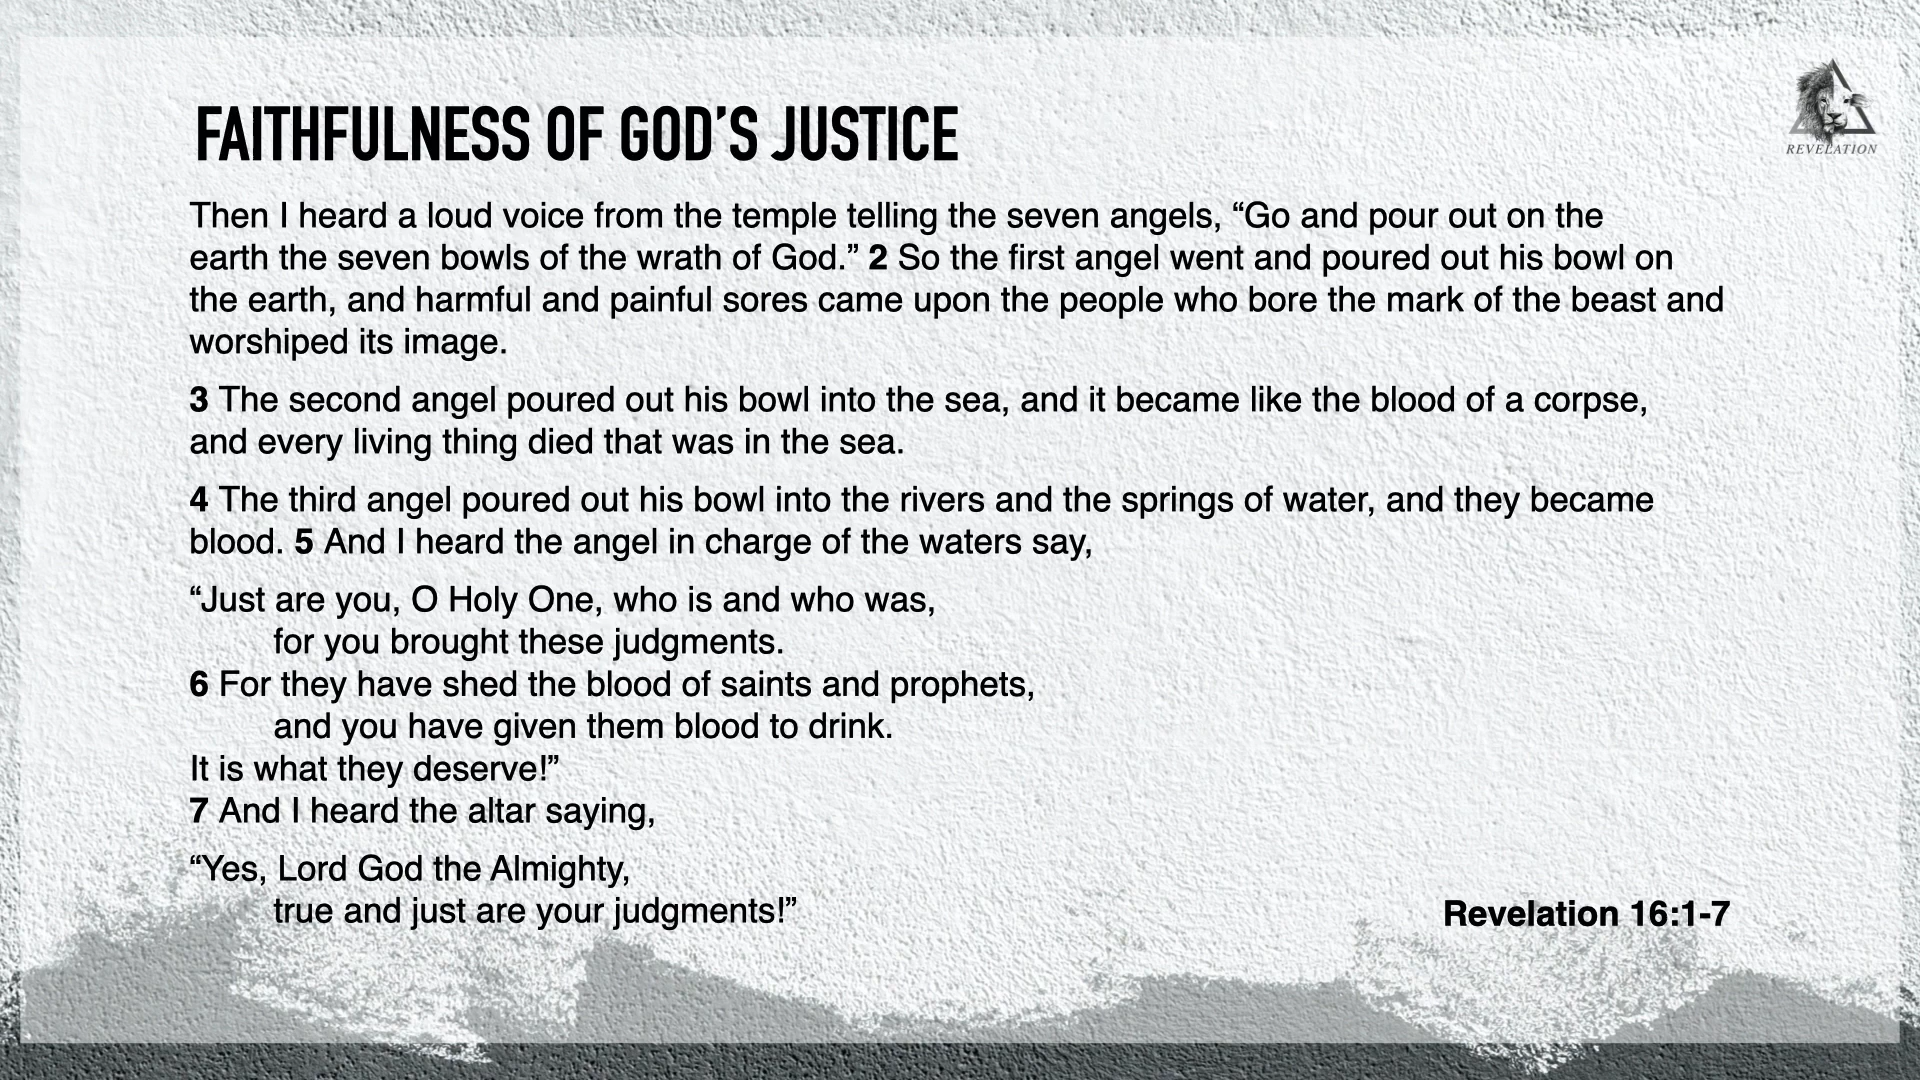 FAITHFULNESS OF GOD’S JUSTICE
REVELATION
Then I heard a loud voice from the temple telling the seven angels, “Go and pour out on the
earth the seven bowls of the wrath of God.” 2 So the first angel went and poured out his bowl on
the earth, and harmful and painful sores came upon the people who bore the mark of the beast and
worshiped its image.
3 The second angel poured out his bowl into the sea, and it became like the blood of a corpse,
and every living thing died that was in the sea.
4 The third angel poured out his bowl into the rivers and the springs of water, and they became
blood. 5 And I heard the angel in charge of the waters say,
“Just are you, O Holy One, who is and who was,
for you brought these judgments.
6 For they have shed the blood of saints and prophets,
and you have given them blood to drink.
It is what they deserve!”
7 And I heard the altar saying,
“Yes, Lord God the Almighty,
true and just are your judgments!”
Revelation 16:1-7